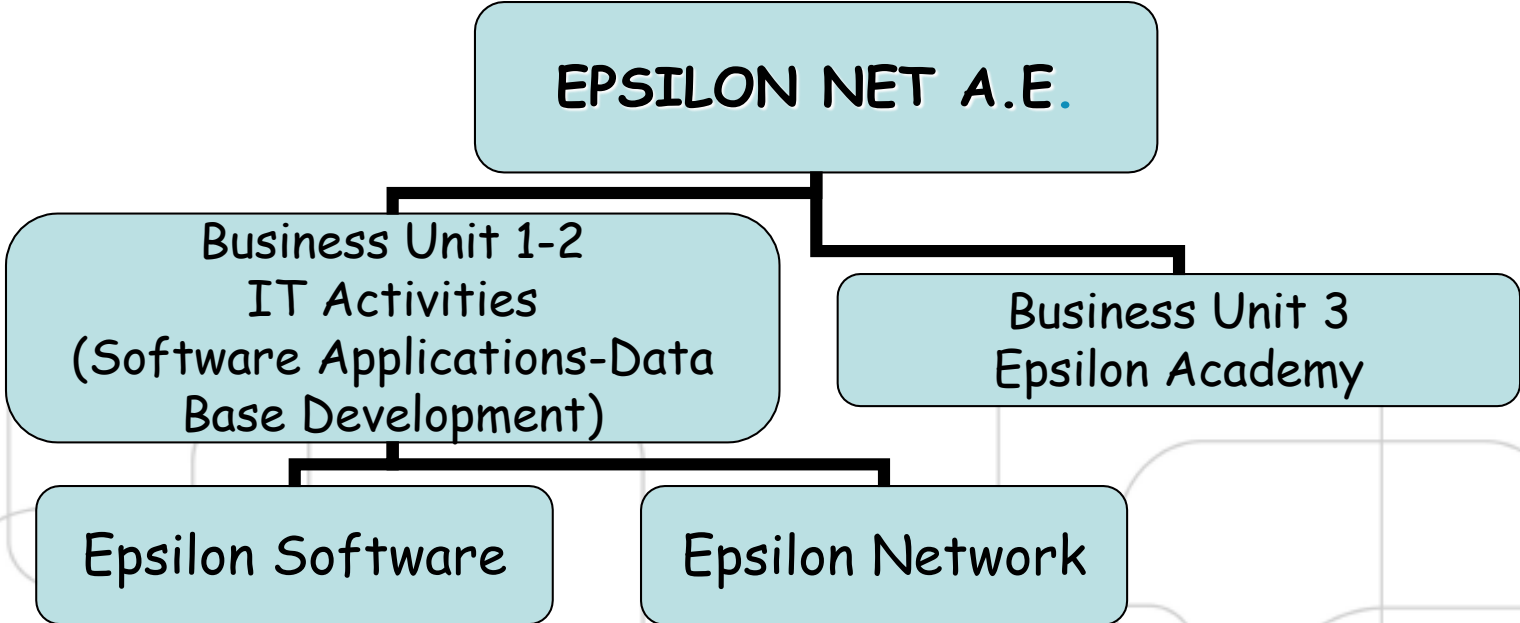 EPSILON NET A.E.
Business Unit 1-2
IT Activities
(Software Applications-Data
Base Development)
Business Unit 3
Epsilon Academy
Epsilon Software
Epsilon Network